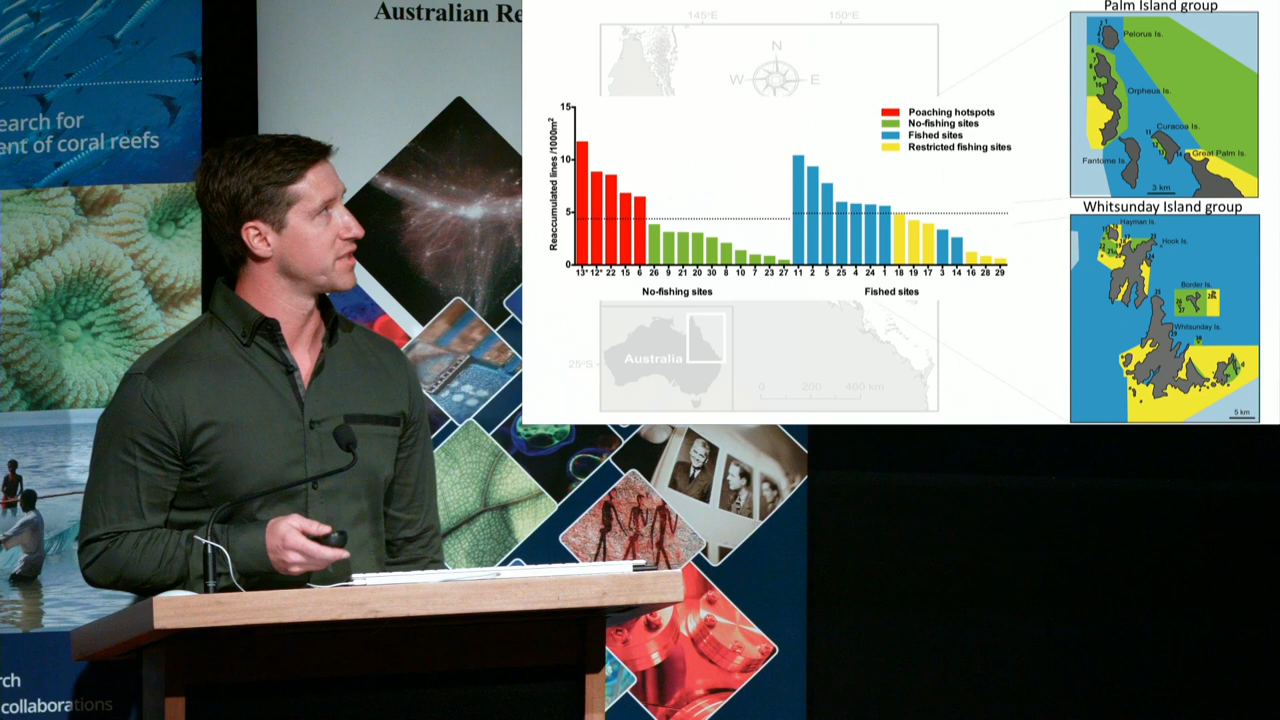 Australian Re
earch for
ent of coral reefs
rch
collaborations
145°E
150°E
N
W
E
25°S
Australia
0
200
400 km
Reaccumulated lines /1000m²
15
10
5
0
Poaching hotspots
No-fishing sites
Fished sites
Restricted fishing sites
13* 12* 22 15 6 26 9 21 20 30 8 10 7 23 27
11 2 5 25 4 24 1 18 19 17 3 14 16 28 29
No-fishing sites
Fished sites
Palm Island group
Pelorus Is.
Orpheus Is.
Curacoa Is.
Fantome Is.
Great Palm Is.
3 km
Whitsunday Island group
Hayman Is.
Hook Is.
Border Is.
Whitsunday Is.
5 km